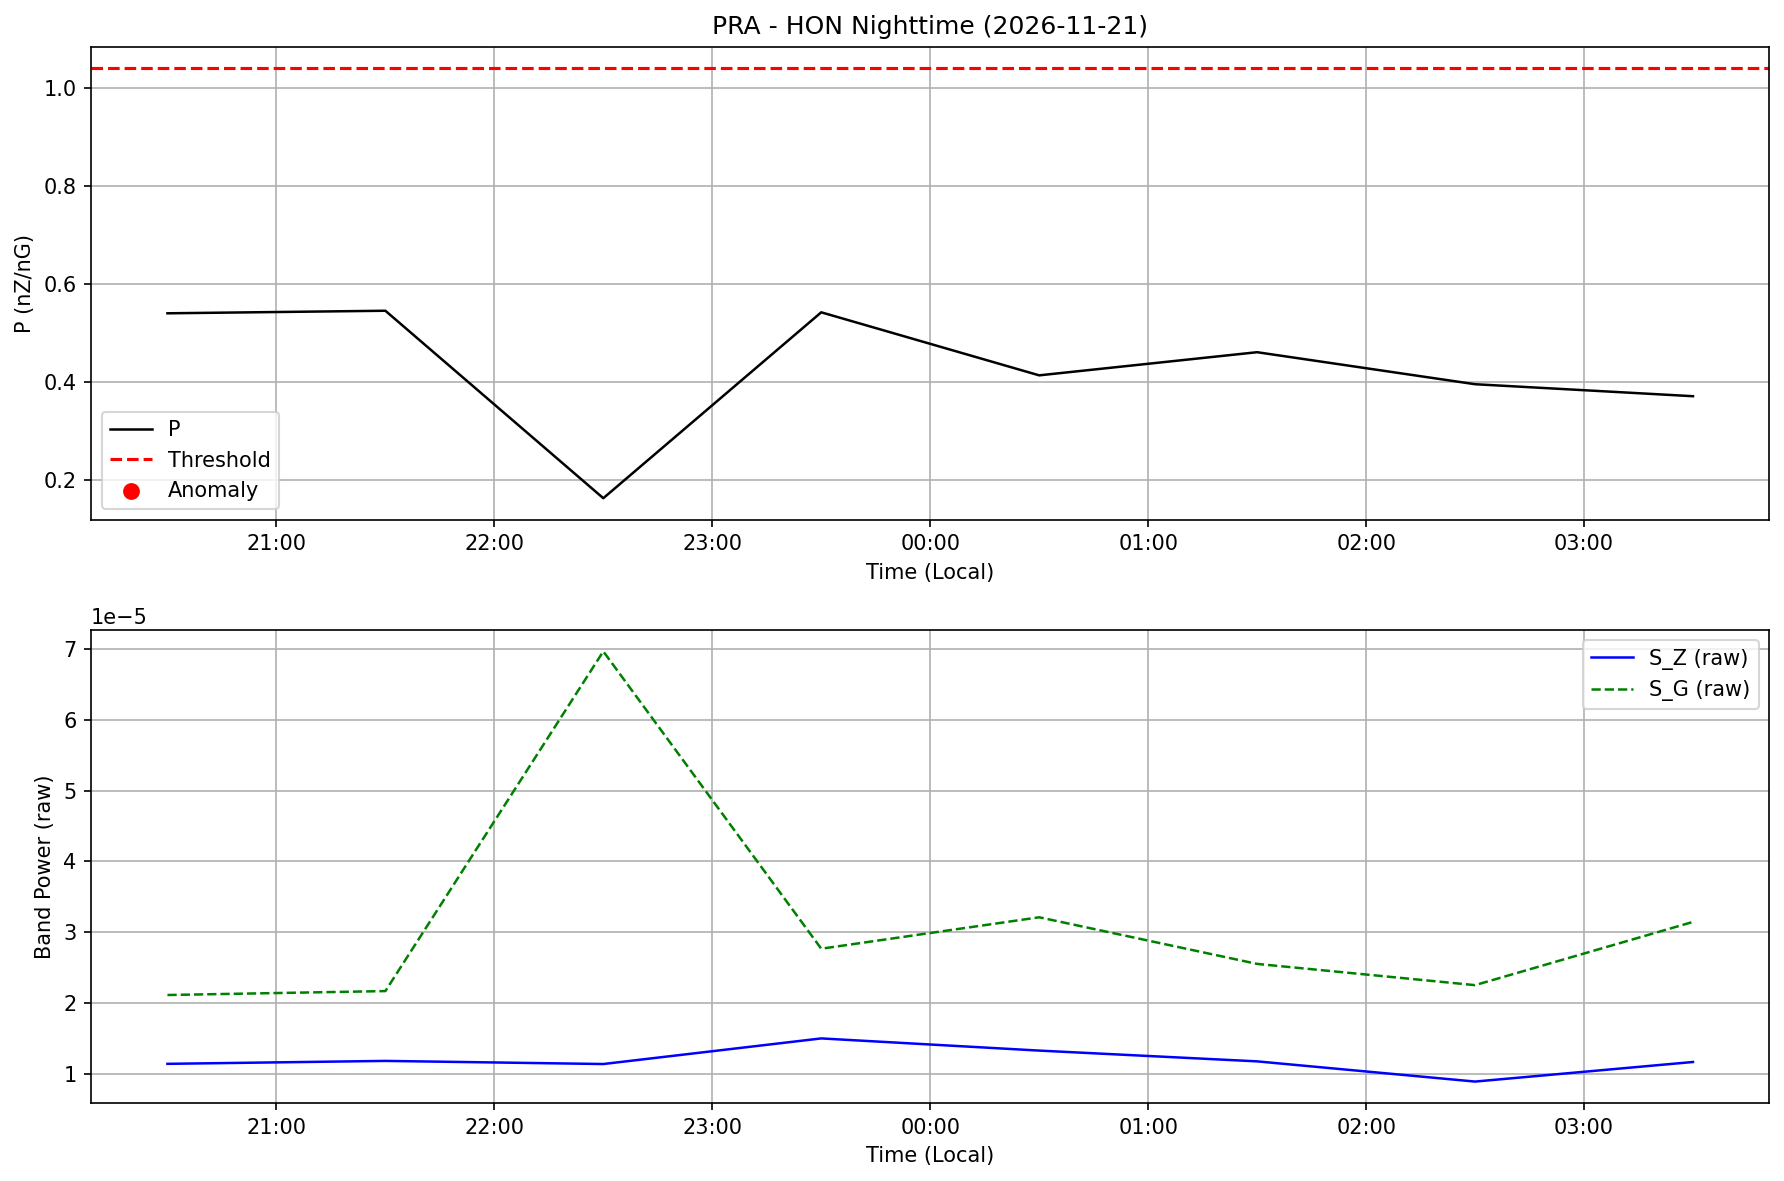 PRA - HON Nighttime (2026-11-21)
P (nZ/nG)
1.0
0.8
0.6
0.4
0.2
P
Threshold
Anomaly
21:00 22:00 23:00 00:00 01:00 02:00 03:00
Time (Local)
1e−5
Band Power (raw)
7
6
5
4
3
2
1
S_Z (raw)
S_G (raw)
21:00 22:00 23:00 00:00 01:00 02:00 03:00
Time (Local)